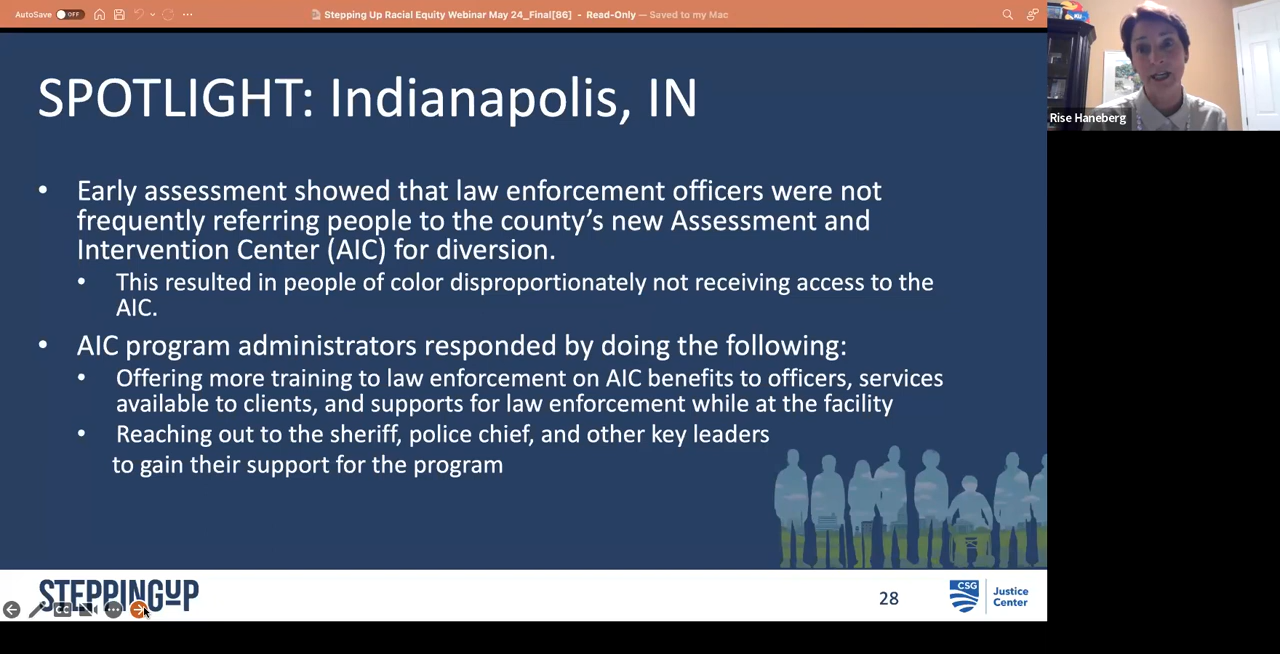 AutoSave OFF
Stepping Up Racial Equity Webinar May 24_Final[86] - Read-Only — Saved to my Mac
SPOTLIGHT: Indianapolis, IN
• Early assessment showed that law enforcement officers were not
frequently referring people to the county’s new Assessment and
Intervention Center (AIC) for diversion.
• This resulted in people of color disproportionately not receiving access to the
AIC.
• AIC program administrators responded by doing the following:
• Offering more training to law enforcement on AIC benefits to officers, services
available to clients, and supports for law enforcement while at the facility
• Reaching out to the sheriff, police chief, and other key leaders
to gain their support for the program
STEPPINGUP
CC
28
CSG
Justice
Center
Rise Haneberg